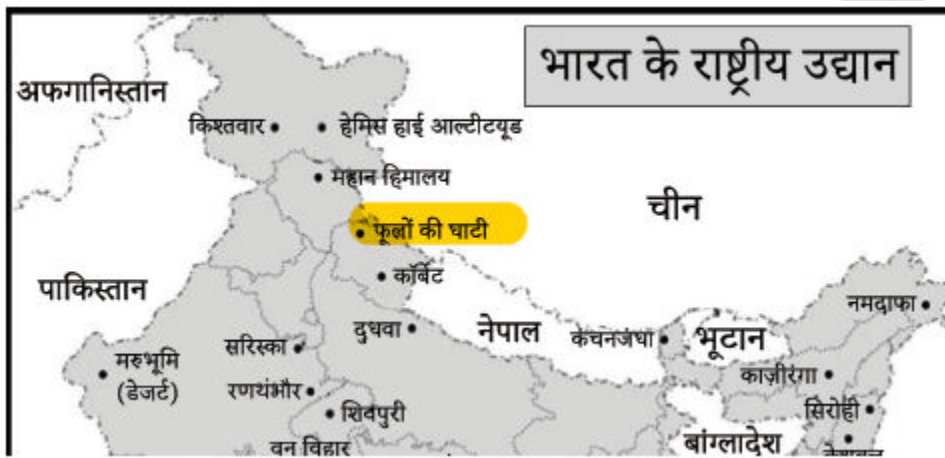 भारत के राष्ट्रीय उद्यान
अफगानिस्तान
किश्तवार
हेमिस हाई आल्टीटयूड
महान हिमालय
चीन
फूलों की घाटी
पाकिस्तान
कॉर्बेट
नमदाफा
दुधवा
नेपाल
कंचनजंघा
भूटान
सरिस्का
मरुभूमि
(डेजर्ट)
काज़ीरंगा
रणथंभौर
शिवपुरी
सिरोही
वन विहार
बांग्लादेश